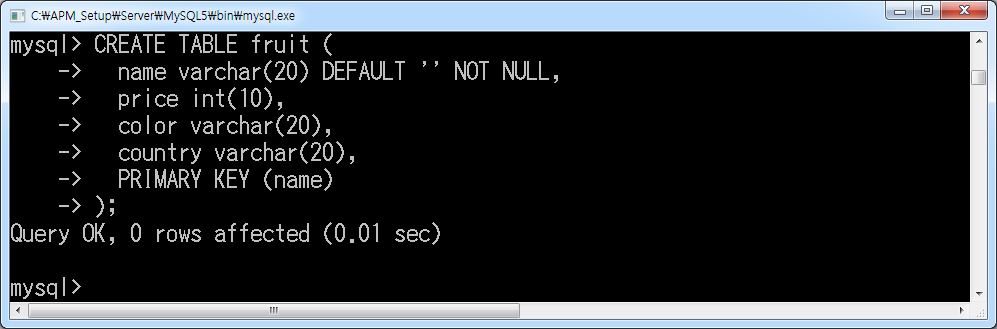 C:₩APM_Setup₩Server₩MySQL5₩bin₩mysql.exe
mysql> CREATE TABLE fruit (
    ->   name varchar(20) DEFAULT '' NOT NULL,
    ->   price int(10),
    ->   color varchar(20),
    ->   country varchar(20),
    ->   PRIMARY KEY (name)
    -> );
Query OK, 0 rows affected (0.01 sec)
mysql>